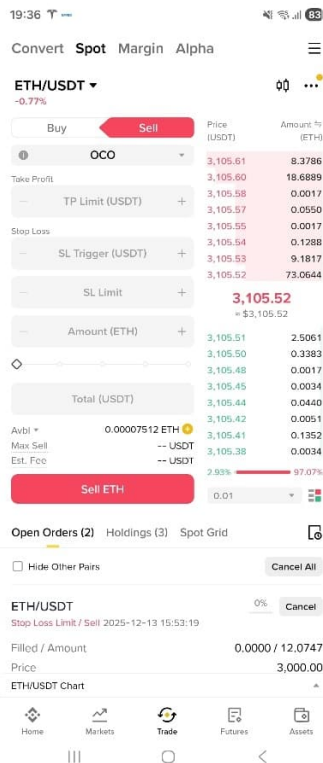 19:36
83
Convert Spot Margin Alpha
ETH/USDT
-0.77%
Buy Sell
OCO
Take Profit
− TP Limit (USDT) +
Stop Loss
− SL Trigger (USDT) +
− SL Limit +
− Amount (ETH) +
Total (USDT)
Avbl 0.00007512 ETH
Max Sell -- USDT
Est. Fee -- USDT
Sell ETH
Price Amount
(USDT) (ETH)
3,105.61 8.3786
3,105.60 18.6889
3,105.58 0.0017
3,105.57 0.0550
3,105.55 0.0017
3,105.54 0.1288
3,105.53 9.1817
3,105.52 73.0644
3,105.52
≈ $3,105.52
3,105.51 2.5061
3,105.50 0.3383
3,105.48 0.0017
3,105.45 0.0034
3,105.44 0.0440
3,105.42 0.0051
3,105.41 0.1352
3,105.38 0.0034
2.93% 97.07%
0.01
Open Orders (2) Holdings (3) Spot Grid
Hide Other Pairs Cancel All
ETH/USDT 0% Cancel
Stop Loss Limit / Sell 2025-12-13 15:53:19
Filled / Amount 0.0000 / 12.0747
Price 3,000.00
ETH/USDT Chart
Home Markets Trade Futures Assets